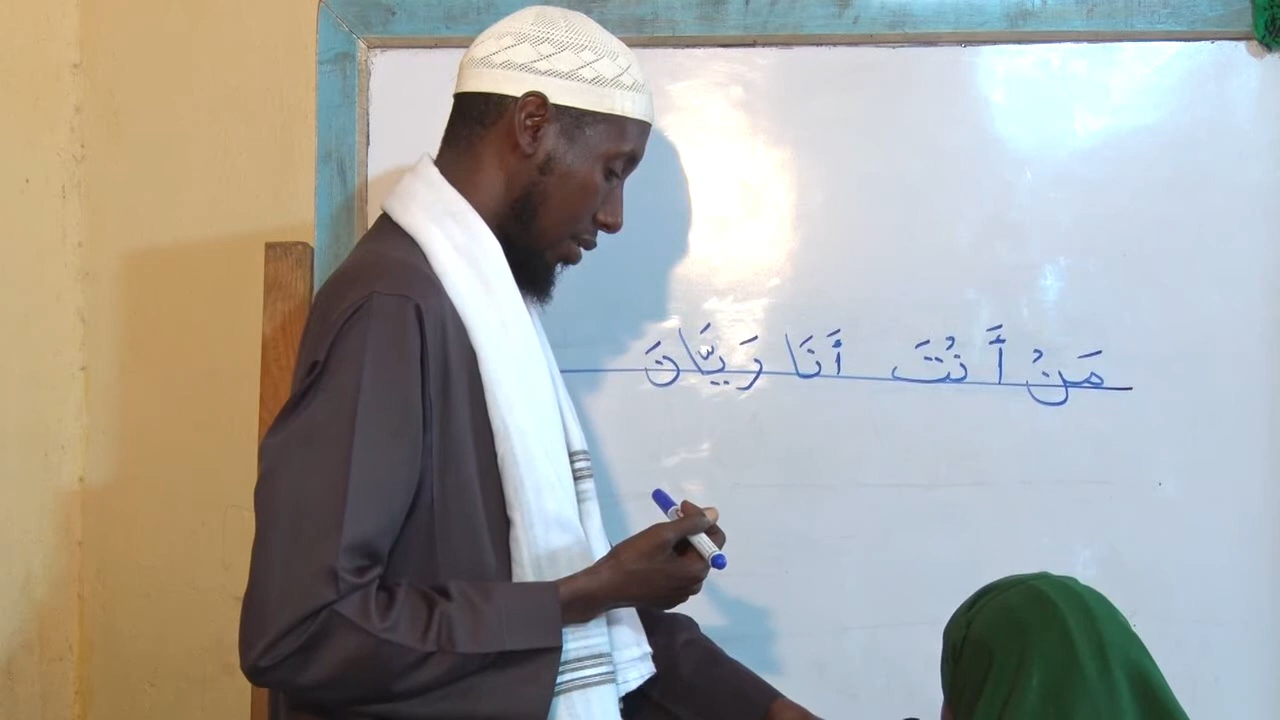 مَنْ أَنْتَ أَنَا رَيَّانَ